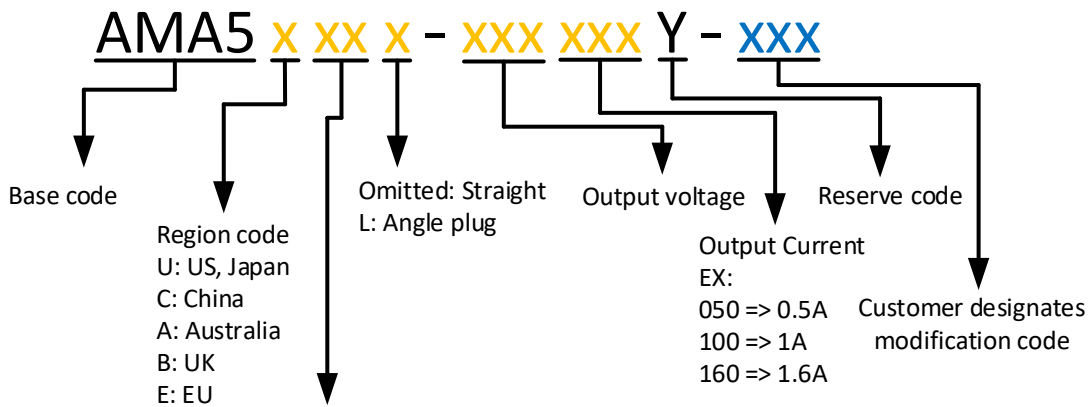 AMA5 x xx x - xxx xxx Y - xxx
Base code
Region code
U: US, Japan
C: China
A: Australia
B: UK
E: EU
Omitted: Straight
L: Angle plug
Output voltage
Output Current
EX:
050 => 0.5A
100 => 1A
160 => 1.6A
Reserve code
Customer designates
modification code